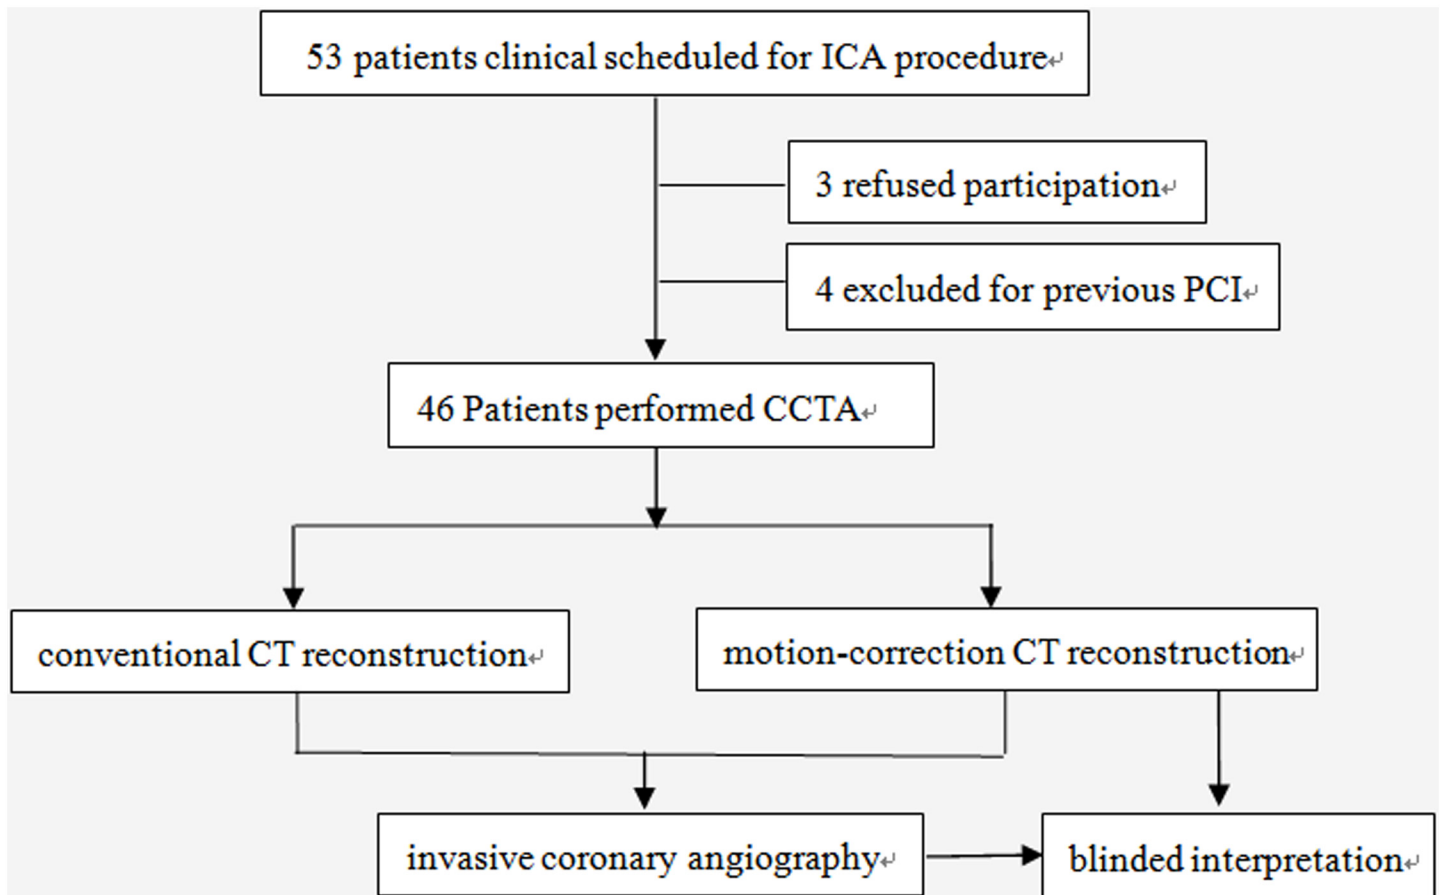 53 patients clinical scheduled for ICA procedure↵
3 refused participation↵
4 excluded for previous PCI↵
46 Patients performed CCTA↵
conventional CT reconstruction↵
motion-correction CT reconstruction↵
invasive coronary angiography↵
blinded interpretation↵